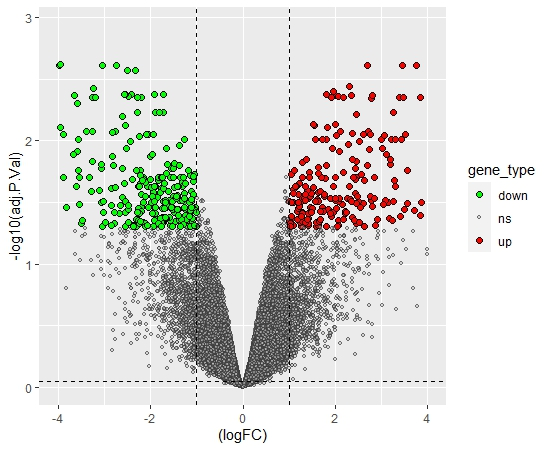 3
2
1
0
-log10(adj.P.Val)
-4
-2
0
2
4
(logFC)
gene_type
down
ns
up